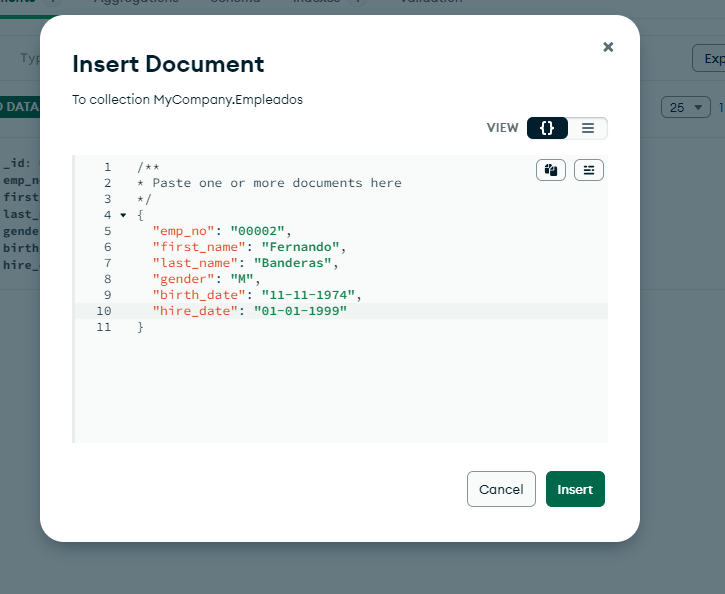 Aggregations
Validation
Typ
Exp
DATA
25
1
_id:
emp_n
first
last_
gende
birth
hire_
Insert Document
To collection MyCompany.Empleados
VIEW {}
1 /**
2 * Paste one or more documents here
3 */
4 {
5 "emp_no": "00002",
6 "first_name": "Fernando",
7 "last_name": "Banderas",
8 "gender": "M",
9 "birth_date": "11-11-1974",
10 "hire_date": "01-01-1999"
11 }
Cancel
Insert